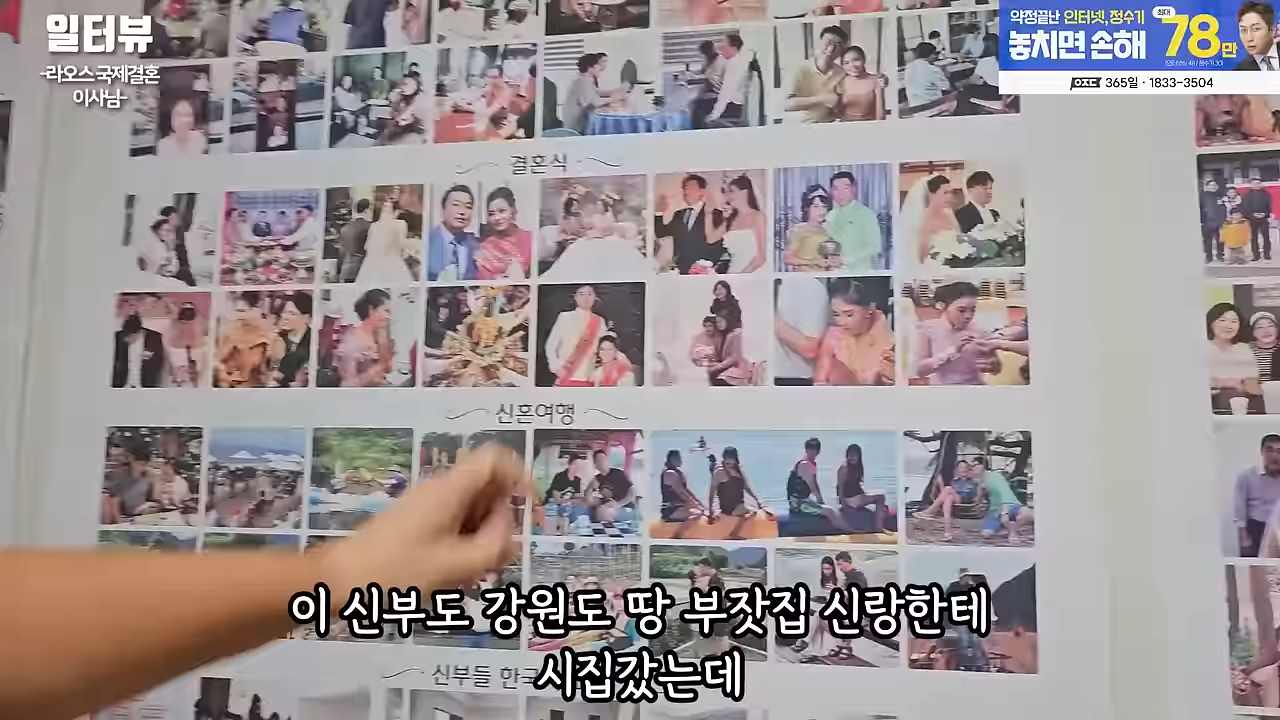 일터뷰
-라오스 국제결혼
이사님-
약정끝난 인터넷, 정수기
놓치면 손해
최대
78만
365일 · 1833-3504
결혼식
신혼여행
이 신부도 강원도 땅 부잣집 신랑한테
시집갔는데
신부들 한국